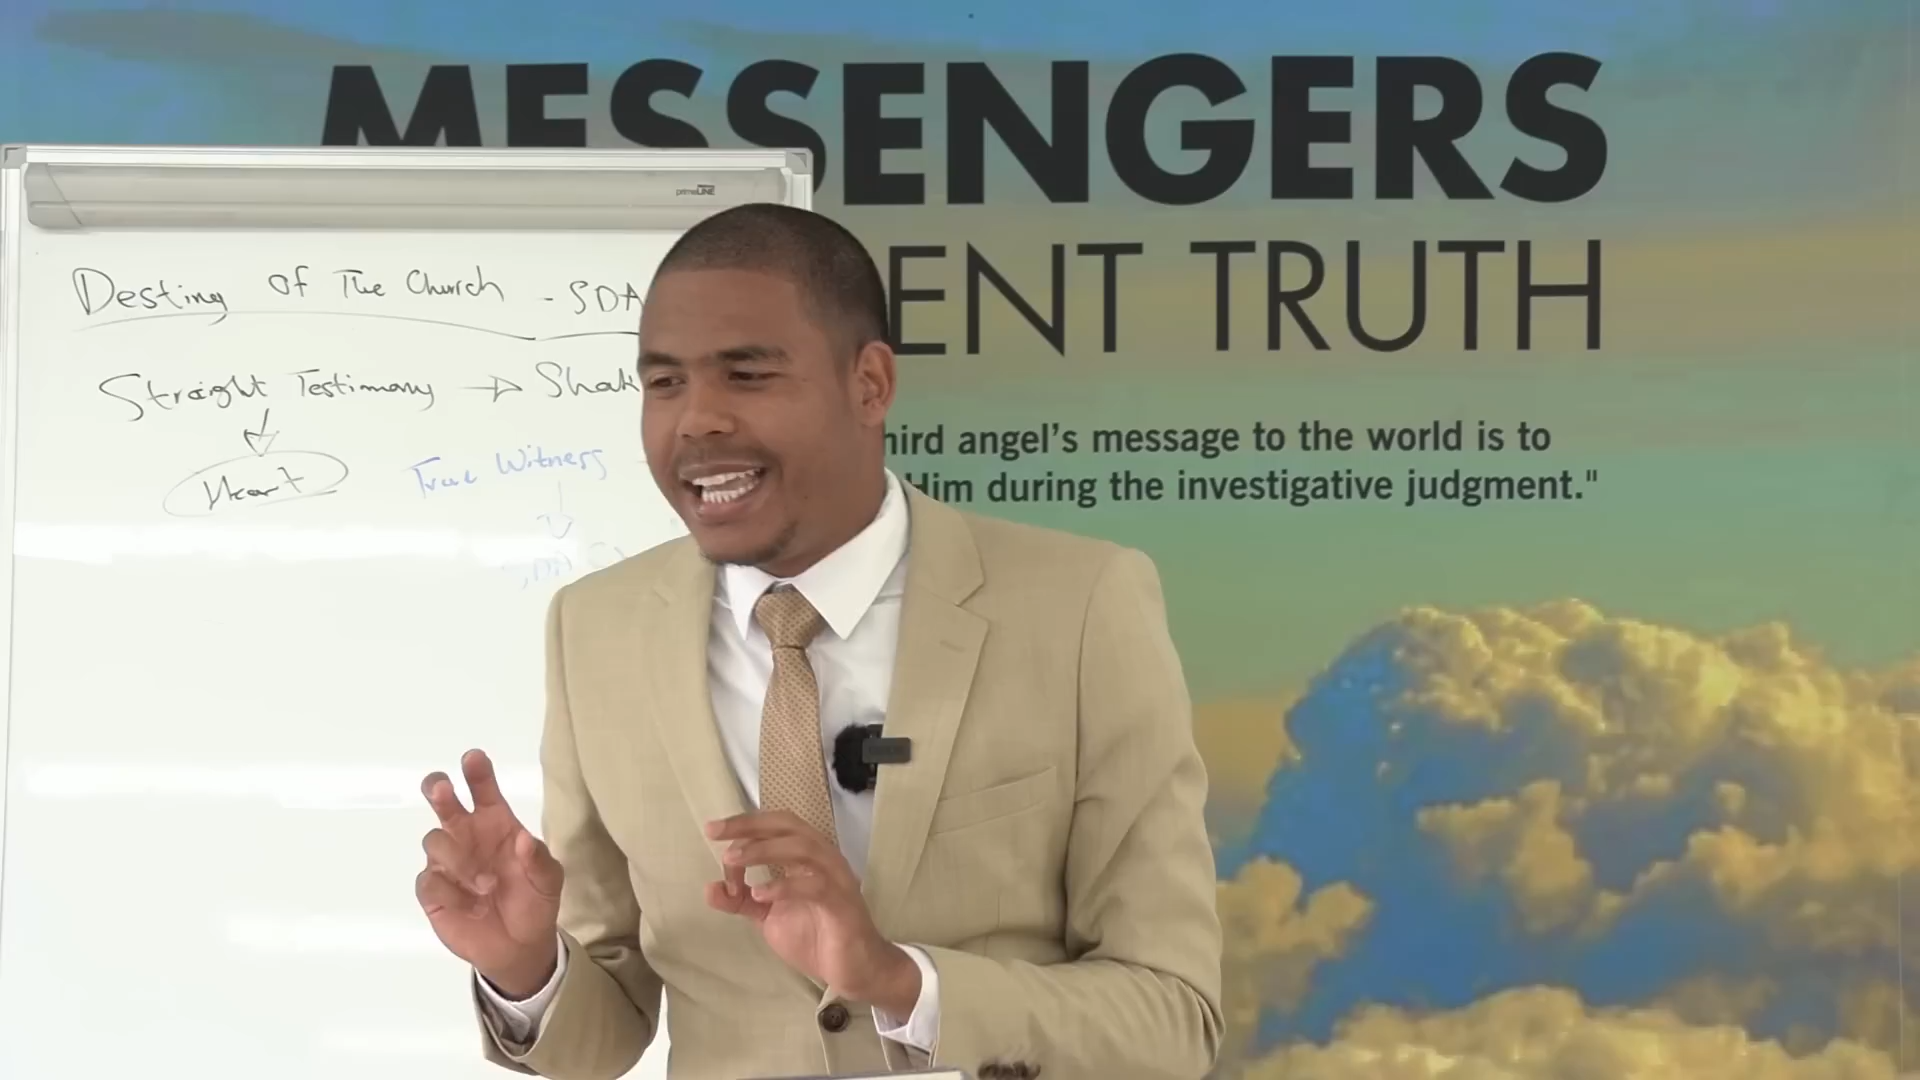 MESSENGERS
ENT TRUTH
hird angel's message to the world is to
Him during the investigative judgment."
primeLINE
Destiny of The Church - SDA
Straight Testimony → Shak
Heart
True Witness